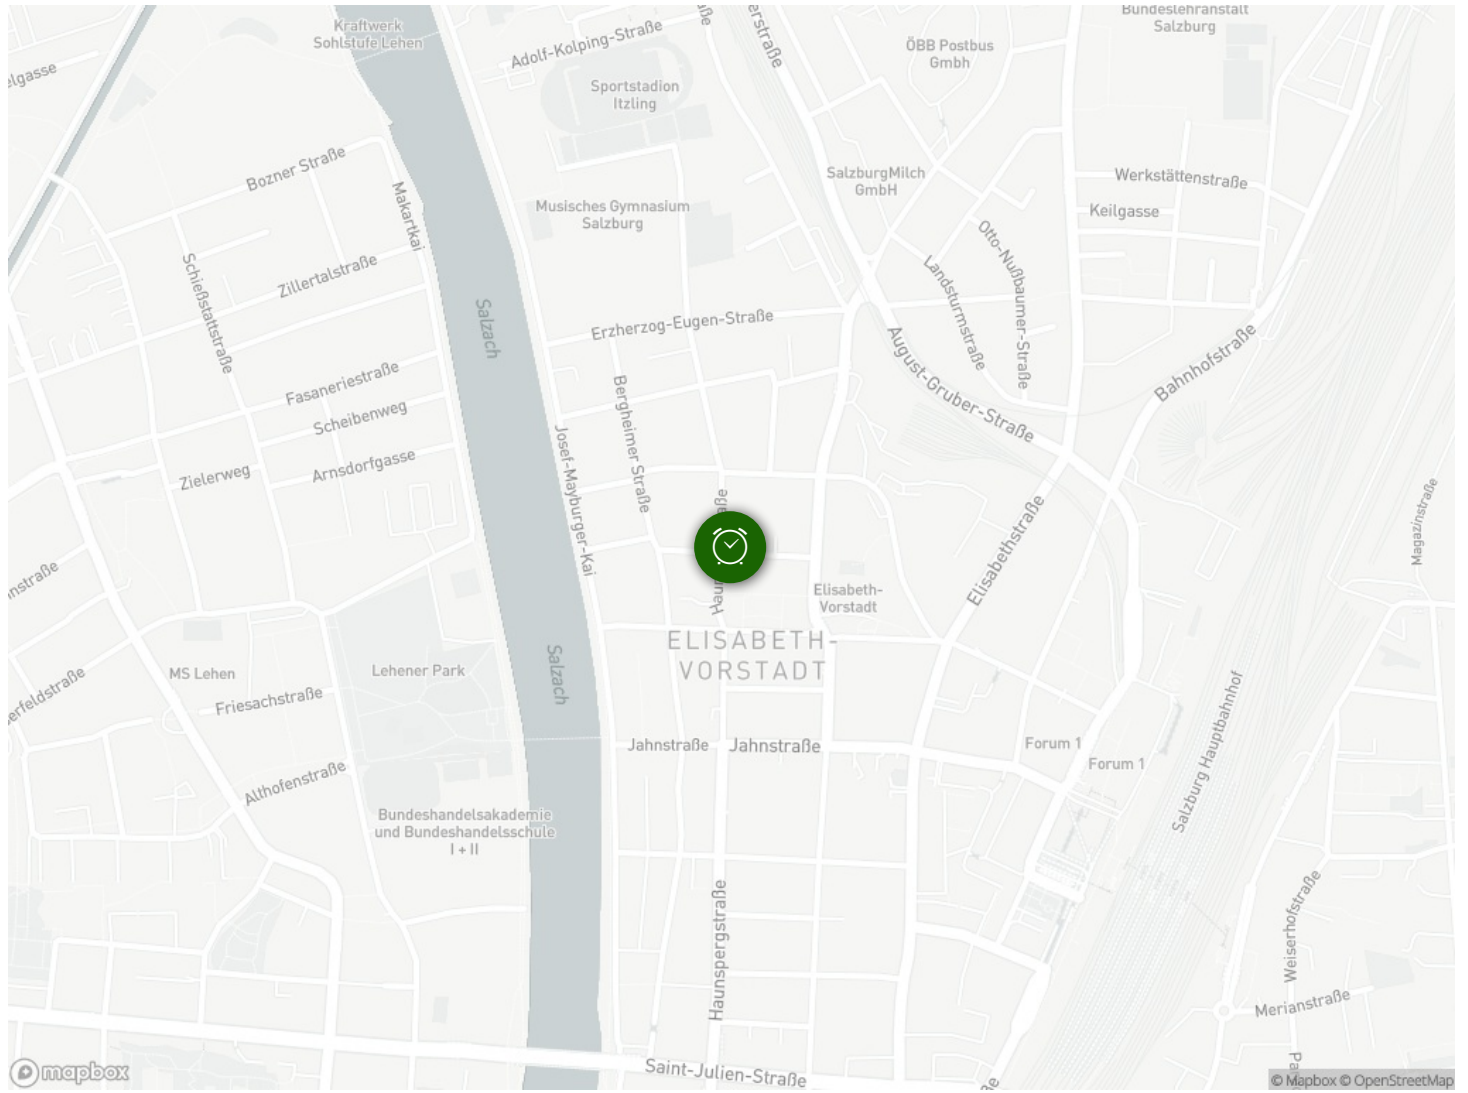 Kraftwerk
Sohlstufe Lehen
Adolf-Kolping-Straße
Bundeslehranstalt
Salzburg
ÖBB Postbus
Gmbh
elgasse
Sportstadion
Itzling
Bozner Straße
SalzburgMilch
GmbH
Werkstättenstraße
Keilgasse
Musisches Gymnasium
Salzburg
Makartkai
Otto-Nußbaumer-Straße
Landsturmstraße
Zillertalstraße
Schießstattstraße
Salzach
Erzherzog-Eugen-Straße
August-Gruber-Straße
Bahnhofstraße
Fasaneriestraße
Scheibenweg
Bergheimer Straße
Josef-Mayburger-Kai
Zielerweg
Arnsdorfgasse
Magazinstraße
Elisabethstraße
Elisabeth-
Vorstadt
nstraße
ELISABETH-
VORSTADT
Salzach
MS Lehen
Lehener Park
erfeldstraße
Friesachstraße
Salzburg Hauptbahnhof
Jahnstraße
Jahnstraße
Forum 1
Forum 1
Althofenstraße
Bundeshandelsakademie
und Bundeshandelsschule
I + II
Haunspergstraße
Weiserhofstraße
Merianstraße
Saint-Julien-Straße
mapbox
© Mapbox © OpenStreetMap